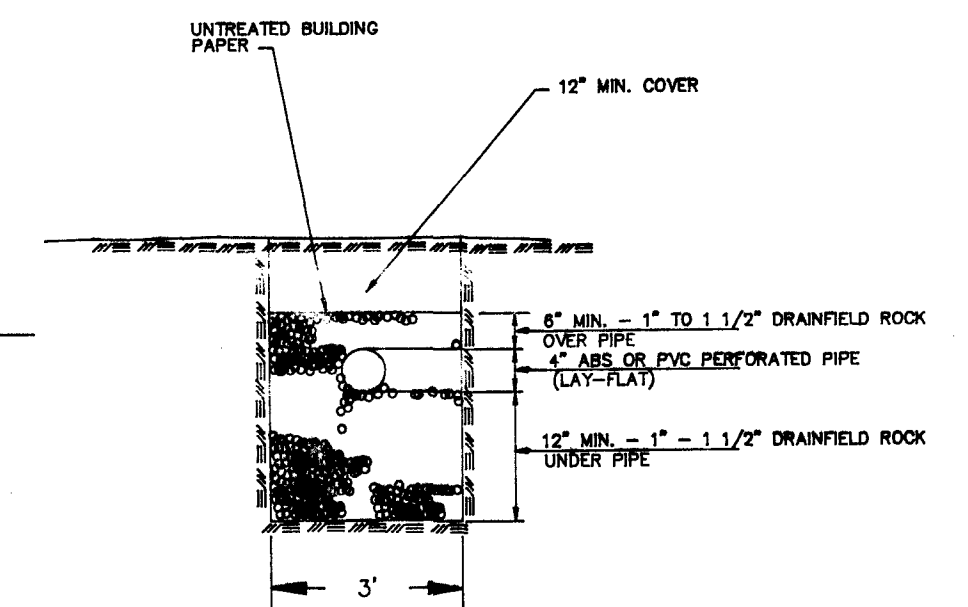 UNTREATED BUILDING
PAPER
12" MIN. COVER
6" MIN. - 1" TO 1 1/2" DRAINFIELD ROCK
OVER PIPE
4" ABS OR PVC PERFORATED PIPE
(LAY-FLAT)
12" MIN. - 1" - 1 1/2" DRAINFIELD ROCK
UNDER PIPE
3'